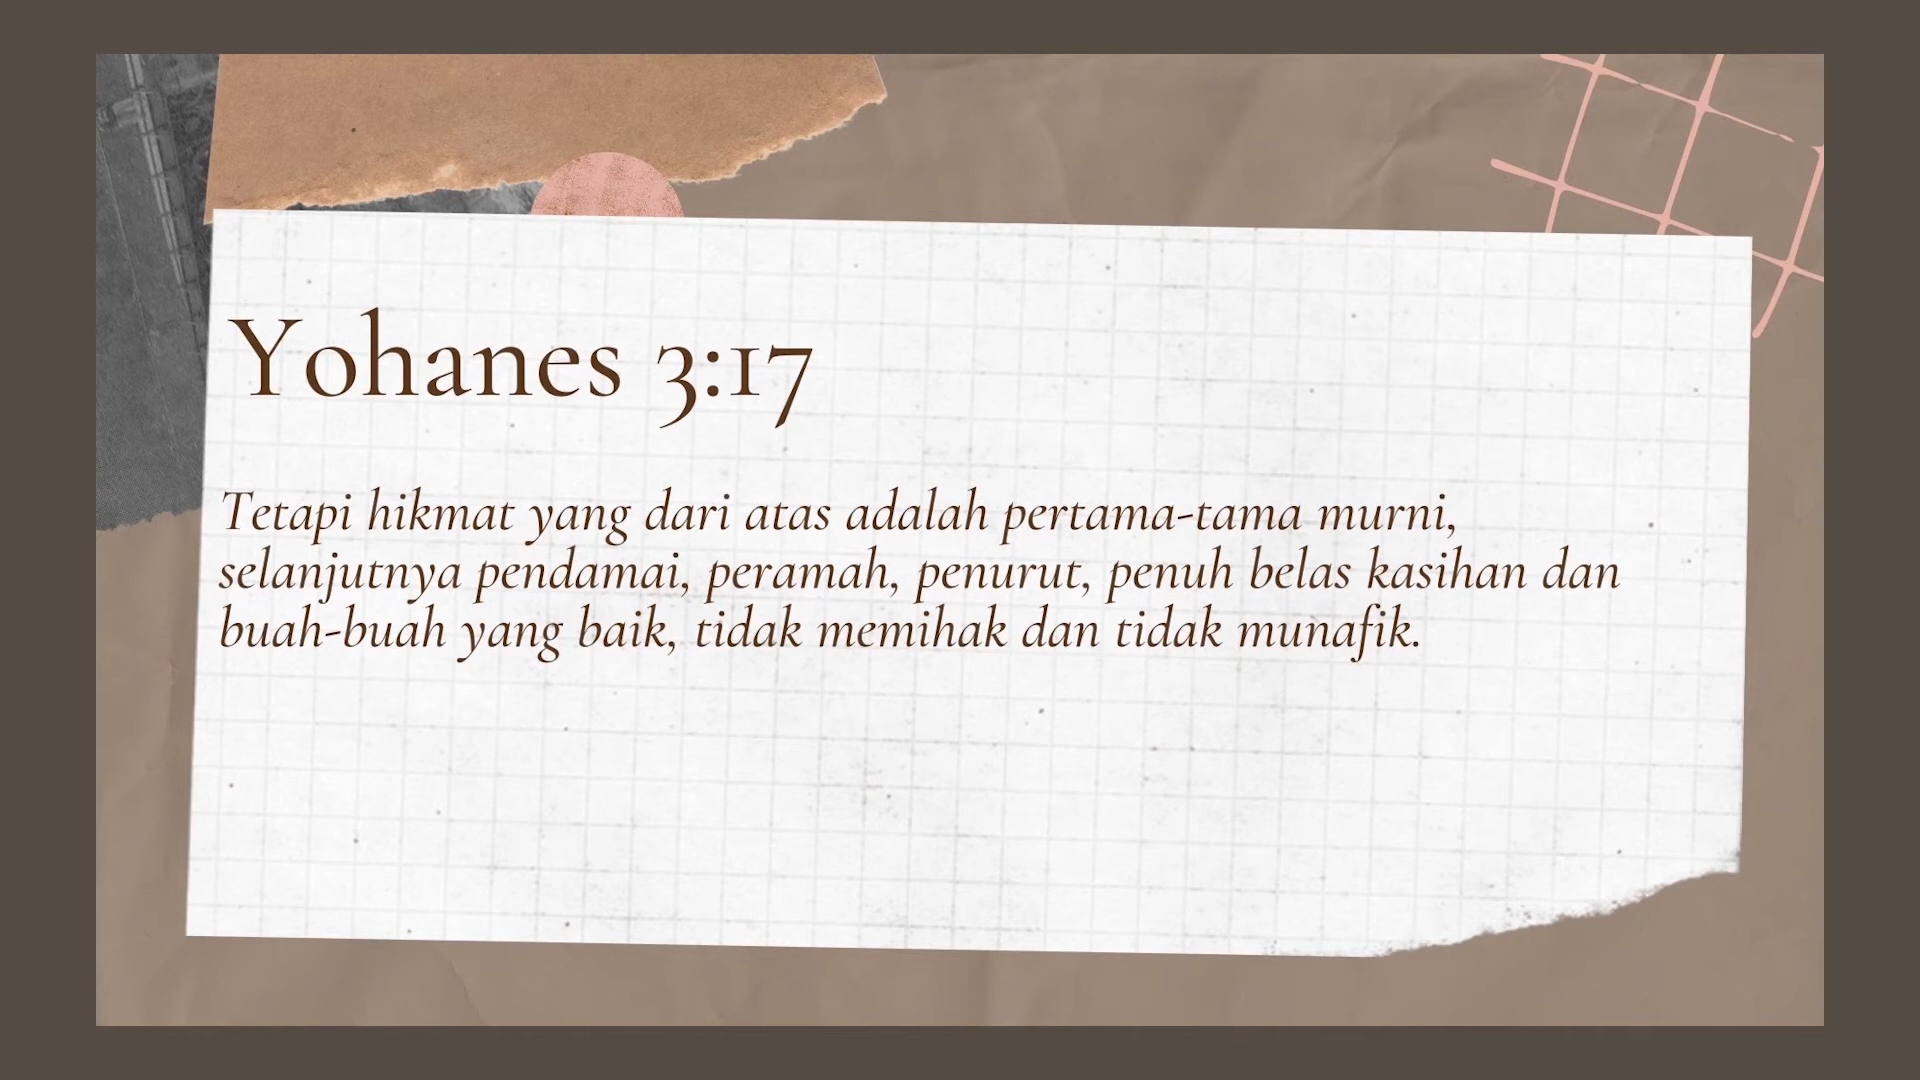 Yohanes 3:17
Tetapi hikmat yang dari atas adalah pertama-tama murni,
selanjutnya pendamai, peramah, penurut, penuh belas kasihan dan
buah-buah yang baik, tidak memihak dan tidak munafik.